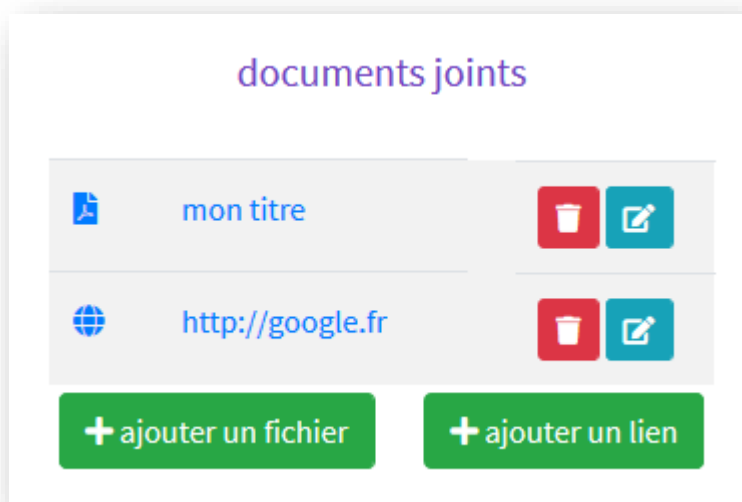 documents joints
mon titre
http://google.fr
ajouter un fichier
ajouter un lien